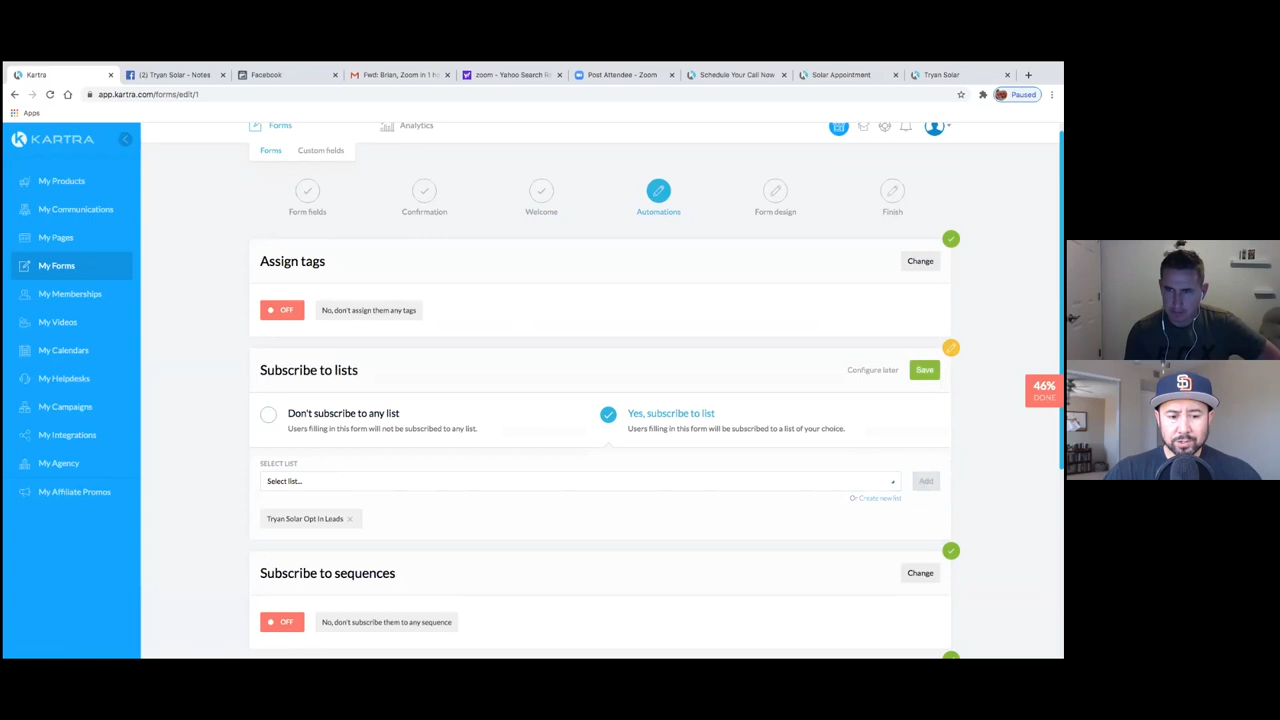 Kartra
(2) Tryan Solar - Notes
Facebook
Fwd: Brian, Zoom in 1 h
zoom - Yahoo Search Re
Post Attendee - Zoom
Schedule Your Call Now
Solar Appointment
Tryan Solar
app.kartra.com/forms/edit/1
Paused
Apps
KARTRA
Forms
Analytics
Forms
Custom fields
My Products
My Communications
My Pages
My Forms
My Memberships
My Videos
My Calendars
My Helpdesks
My Campaigns
My Integrations
My Agency
My Affiliate Promos
Form fields
Confirmation
Welcome
Automations
Form design
Finish
Assign tags
Change
OFF
No, don't assign them any tags
Subscribe to lists
Configure later
Save
Don't subscribe to any list
Users filling in this form will not be subscribed to any list.
Yes, subscribe to list
Users filling in this form will be subscribed to a list of your choice.
SELECT LIST
Select list...
Add
Or Create new list
Tryan Solar Opt In Leads
Subscribe to sequences
Change
OFF
No, don't subscribe them to any sequence
46%
DONE
SD